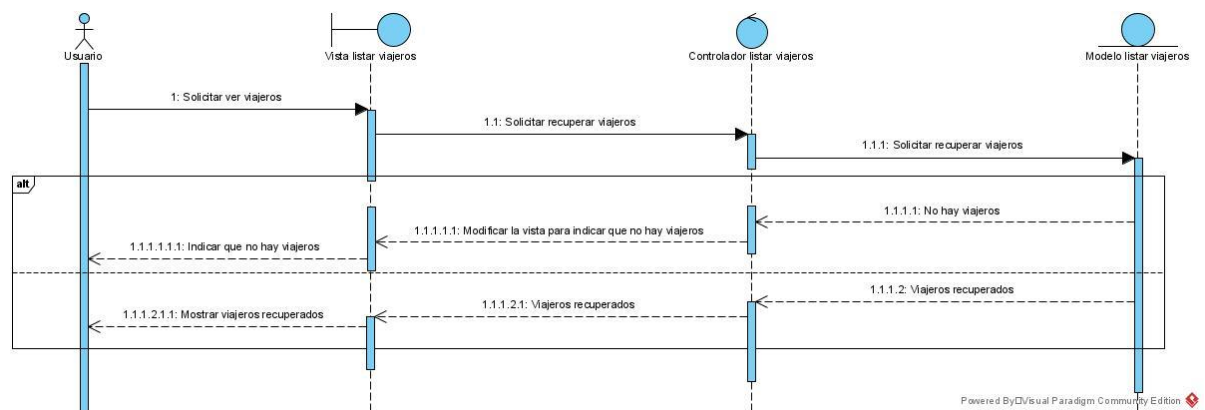 Usuario
Vista listar viajeros
Controlador listar viajeros
Modelo listar viajeros
1: Solicitar ver viajeros
1.1: Solicitar recuperar viajeros
1.1.1: Solicitar recuperar viajeros
alt
1.1.1.1: No hay viajeros
1.1.1.1.1: Modificar la vista para indicar que no hay viajeros
1.1.1.1.1.1: Indicar que no hay viajeros
1.1.1.2: Viajeros recuperados
1.1.1.2.1: Viajeros recuperados
1.1.1.2.1.1: Mostrar viajeros recuperados
Powered By□Visual Paradigm Community Edition